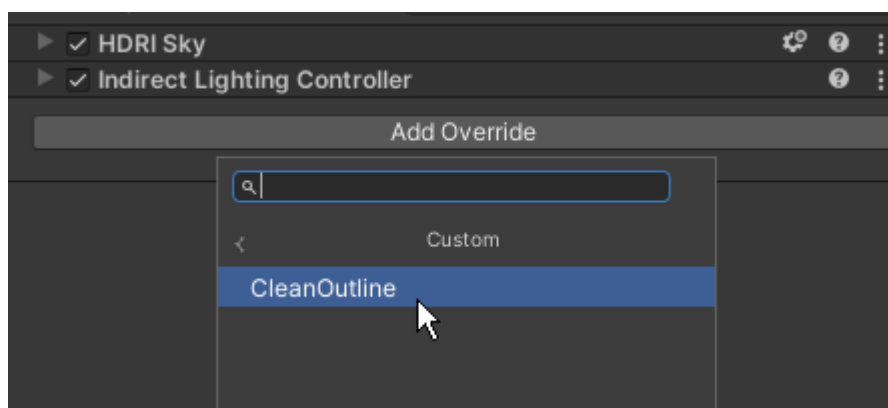 HDRI Sky
Indirect Lighting Controller
Add Override
Custom
CleanOutline